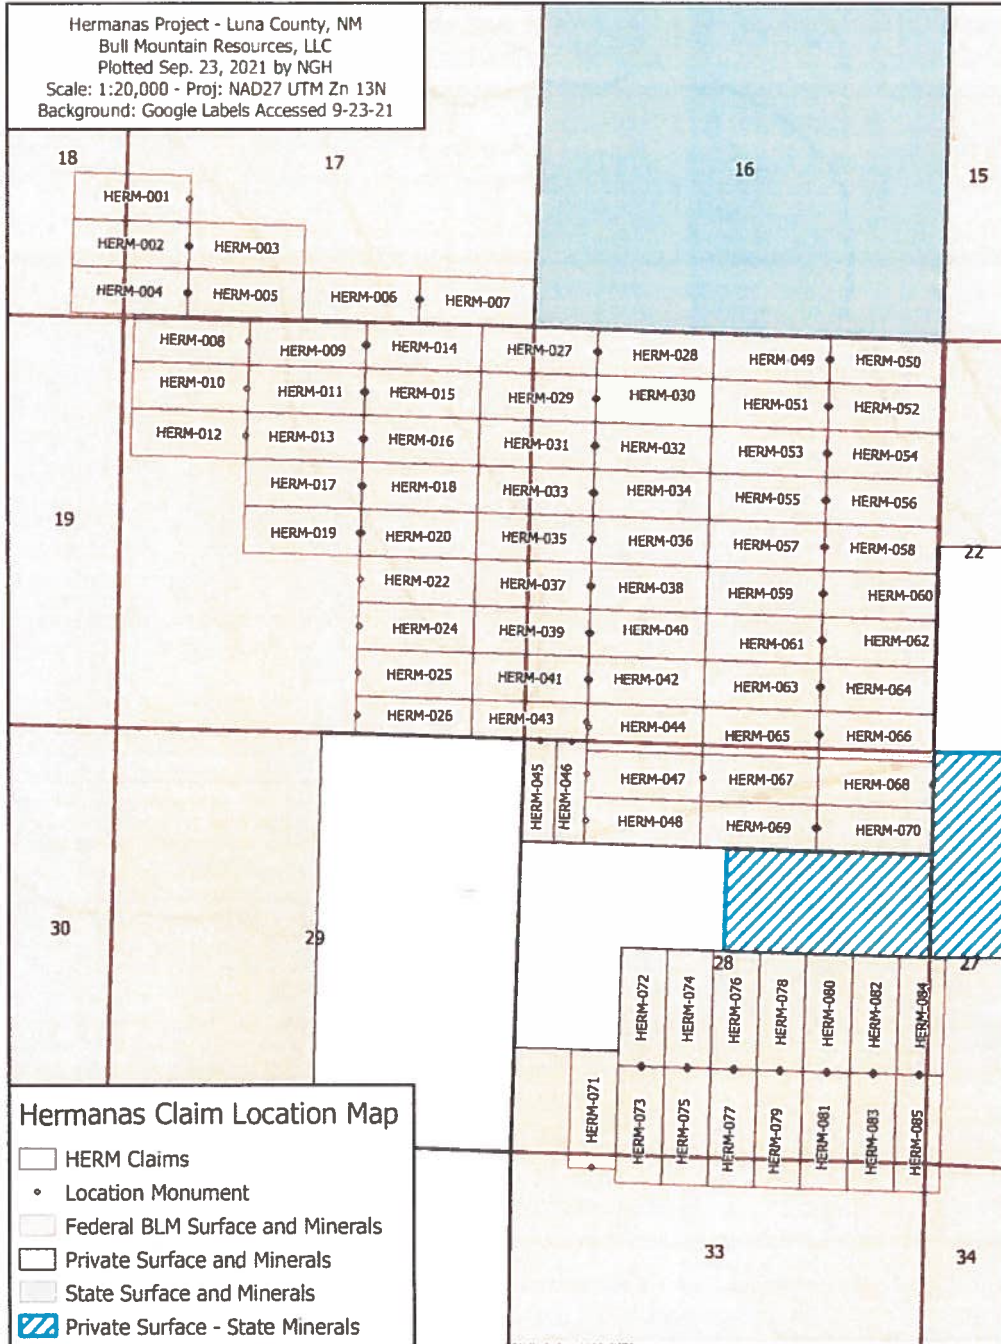 Hermanas Project - Luna County, NM
Bull Mountain Resources, LLC
Plotted Sep. 23, 2021 by NGH
Scale: 1:20,000 - Proj: NAD27 UTM Zn 13N
Background: Google Labels Accessed 9-23-21
18
17
16
15
HERM-001
HERM-002
HERM-003
HERM-004
HERM-005
HERM-006
HERM-007
HERM-008
HERM-009
HERM-014
HERM-027
HERM-028
HERM-049
HERM-050
HERM-010
HERM-011
HERM-015
HERM-029
HERM-030
HERM-051
HERM-052
HERM-012
HERM-013
HERM-016
HERM-031
HERM-032
HERM-053
HERM-054
HERM-017
HERM-018
HERM-033
HERM-034
HERM-055
HERM-056
19
HERM-019
HERM-020
HERM-035
HERM-036
HERM-057
HERM-058
22
HERM-022
HERM-037
HERM-038
HERM-059
HERM-060
HERM-024
HERM-039
HERM-040
HERM-061
HERM-062
HERM-025
HERM-041
HERM-042
HERM-063
HERM-064
HERM-026
HERM-043
HERM-044
HERM-065
HERM-066
HERM-045
HERM-046
HERM-047
HERM-067
HERM-068
HERM-048
HERM-069
HERM-070
30
29
28
27
HERM-072
HERM-074
HERM-076
HERM-078
HERM-080
HERM-082
HERM-084
HERM-071
HERM-073
HERM-075
HERM-077
HERM-079
HERM-081
HERM-083
HERM-085
33
34
Hermanas Claim Location Map
HERM Claims
Location Monument
Federal BLM Surface and Minerals
Private Surface and Minerals
State Surface and Minerals
Private Surface - State Minerals